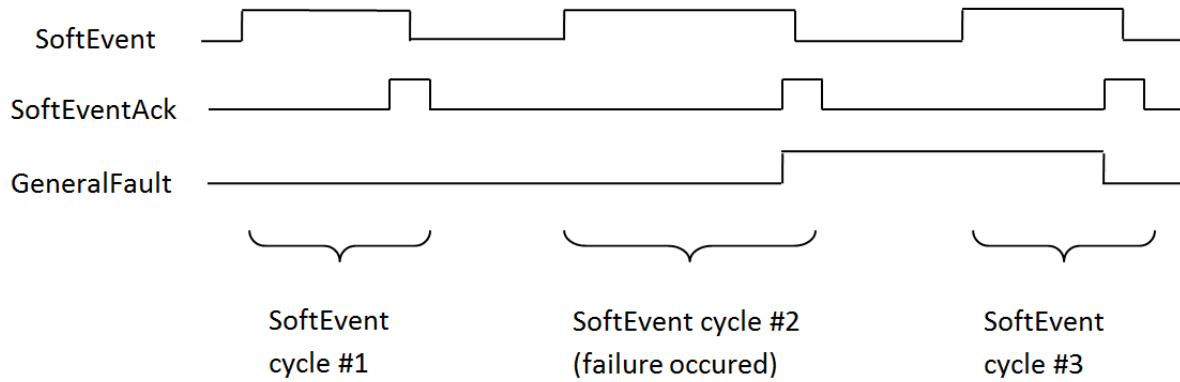 SoftEvent
SoftEventAck
GeneralFault
SoftEvent
cycle #1
SoftEvent cycle #2
(failure occured)
SoftEvent
cycle #3